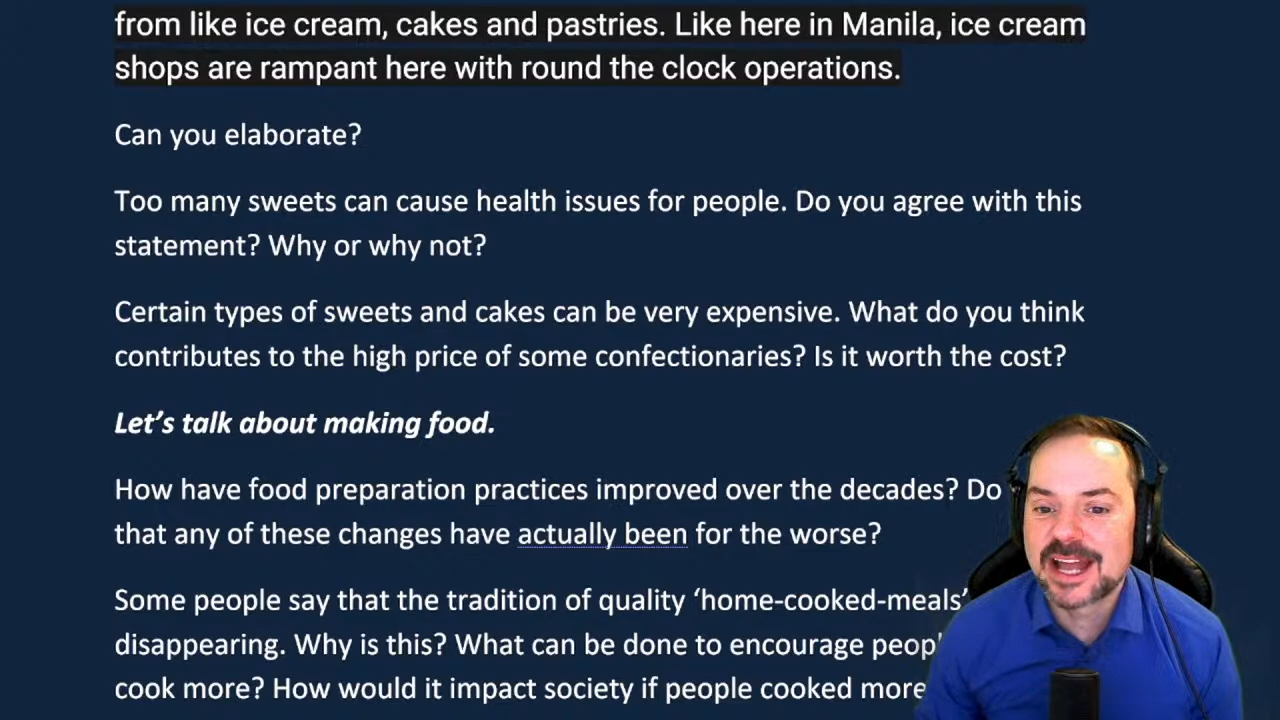 from like ice cream, cakes and pastries. Like here in Manila, ice cream
shops are rampant here with round the clock operations.
Can you elaborate?
Too many sweets can cause health issues for people. Do you agree with this
statement? Why or why not?
Certain types of sweets and cakes can be very expensive. What do you think
contributes to the high price of some confectionaries? Is it worth the cost?
Let’s talk about making food.
How have food preparation practices improved over the decades? Do
that any of these changes have actually been for the worse?
Some people say that the tradition of quality ‘home-cooked-meals’
disappearing. Why is this? What can be done to encourage
cook more? How would it impact society if people cooked more